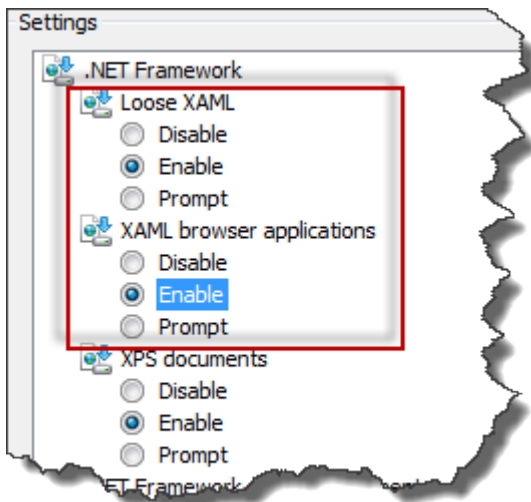 Settings
.NET Framework
Loose XAML
Disable
Enable
Prompt
XAML browser applications
Disable
Enable
Prompt
XPS documents
Disable
Enable
Prompt
Framework